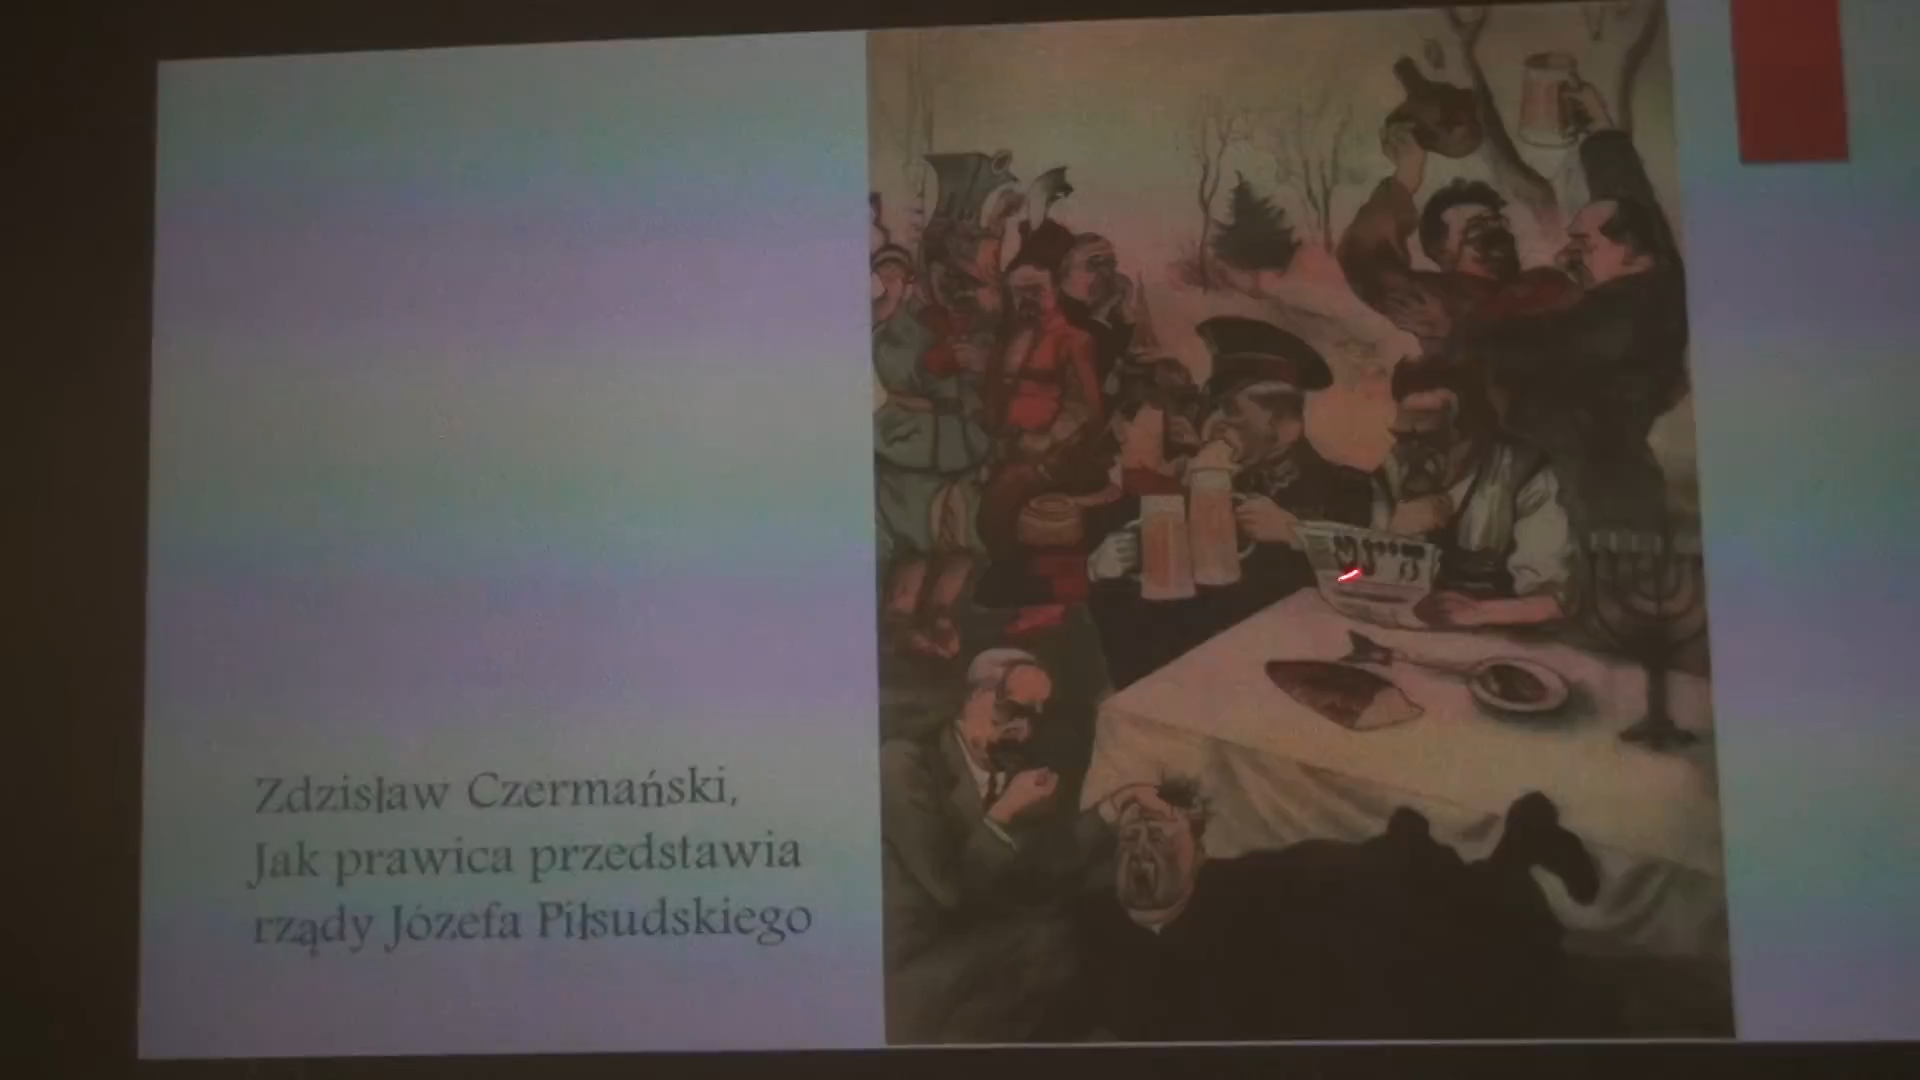 Zdzisław Czermański,
Jak prawica przedstawia
rządy Józefa Piłsudskiego